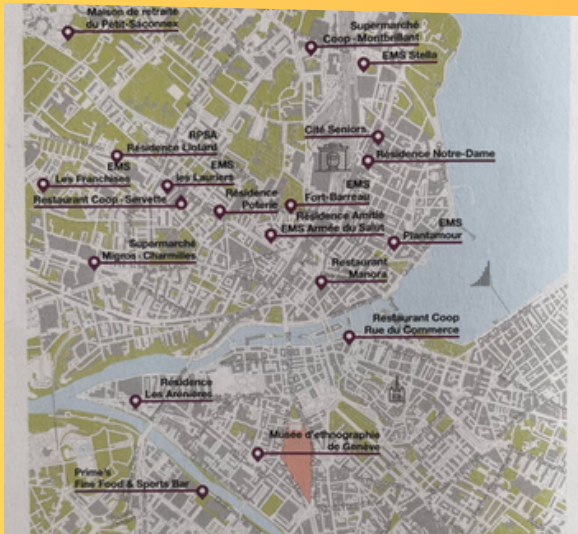 Maison de retraite
du Petit-Saconnex
Supermarché
Coop - Montbrillant
EMS Stella
Cité Seniors
Résidence Notre-Dame
RPSA
Résidence Liotard
EMS
Les Franchises
EMS
les Lauriers
Restaurant Coop - Servette
Résidence
Poterie
EMS
Fort-Barreau
Résidence Amitié
EMS Armée du Salut
EMS
Plantamour
Supermarché
Migros - Charmilles
Restaurant
Manora
Restaurant Coop
Rue du Commerce
Résidence
Les Arénières
Musée d'ethnographie
de Genève
Prime's
Fine Food & Sports Bar